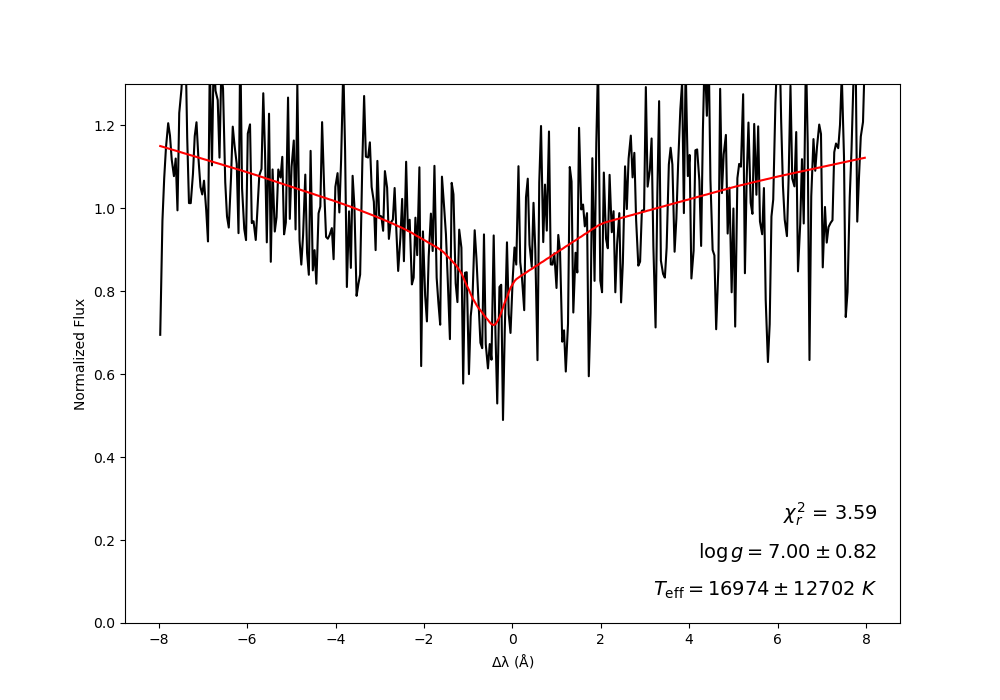 1.2
1.0
0.8
0.6
0.4
0.2
0.0
Normalized Flux
χ²ᵣ = 3.59
log g = 7.00 ± 0.82
T_eff = 16974 ± 12702 K
−8 −6 −4 −2 0 2 4 6 8
Δλ (Å)